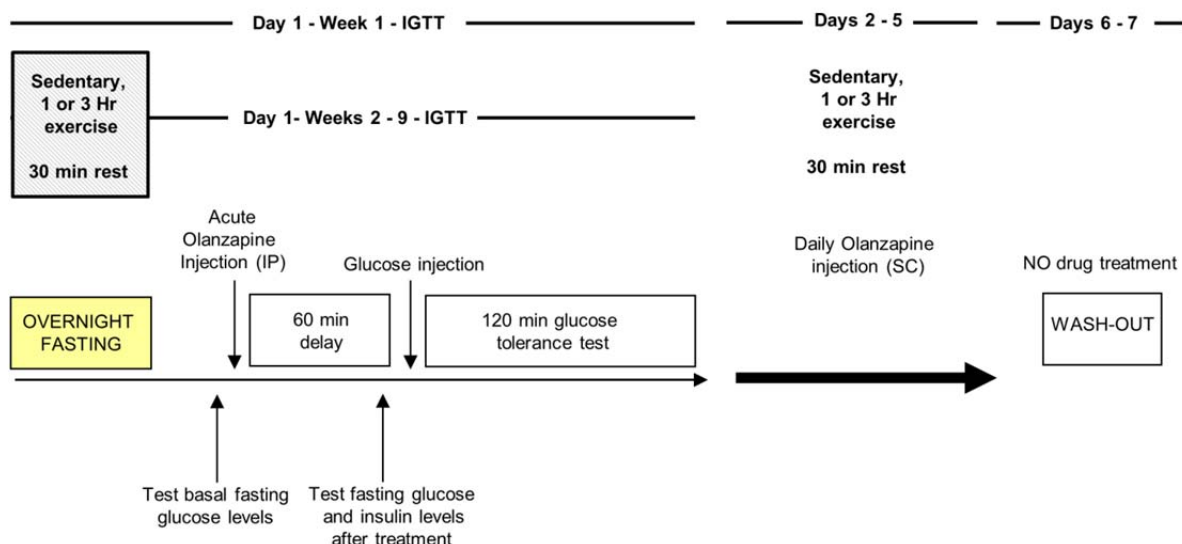 Day 1 - Week 1 - IGTT
Days 2 - 5
Days 6 - 7
Sedentary,
1 or 3 Hr
exercise
30 min rest
Day 1- Weeks 2 - 9 - IGTT
Sedentary,
1 or 3 Hr
exercise
30 min rest
Acute
Olanzapine
Injection (IP)
Glucose injection
Daily Olanzapine
injection (SC)
NO drug treatment
OVERNIGHT
FASTING
60 min
delay
120 min glucose
tolerance test
WASH-OUT
Test basal fasting
glucose levels
Test fasting glucose
and insulin levels
after treatment